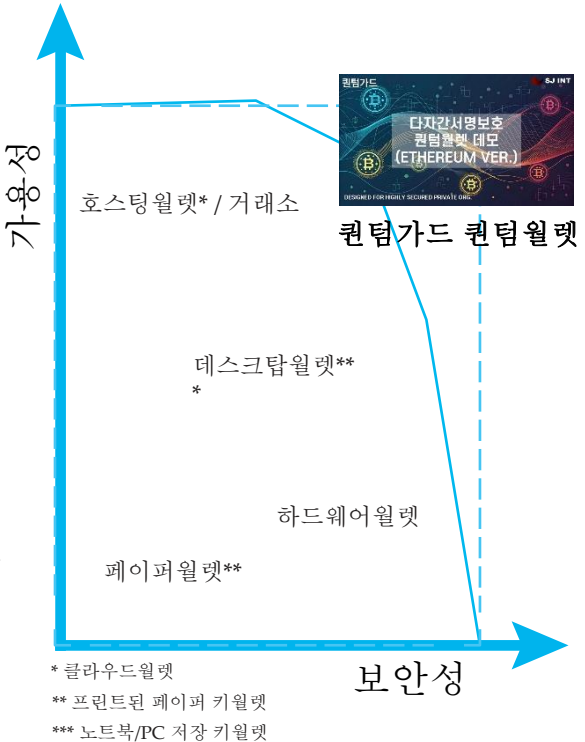 퀀텀가드
SJ INT
다자간서명보호
퀀텀월렛 데모
(ETHEREUM VER.)
DESIGNED FOR HIGHLY SECURED PRIVATE ORG.
퀀텀가드 퀀텀월렛
가용성
호스팅월렛* / 거래소
데스크탑월렛**
*
하드웨어월렛
페이퍼월렛**
보안성
* 클라우드월렛
** 프린트된 페이퍼 키월렛
*** 노트북/PC 저장 키월렛